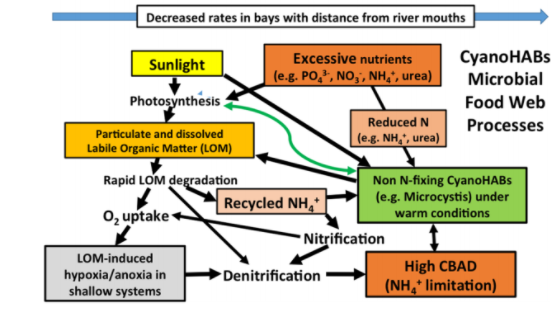 Decreased rates in bays with distance from river mouths
Sunlight
Excessive nutrients
(e.g. PO₄³⁻, NO₃⁻, NH₄⁺, urea)
CyanoHABs
Microbial
Food Web
Processes
Photosynthesis
Reduced N
(e.g. NH₄⁺, urea)
Particulate and dissolved
Labile Organic Matter (LOM)
Rapid LOM degradation
Non N-fixing CyanoHABs
(e.g. Microcystis) under
warm conditions
Recycled NH₄⁺
O₂ uptake
Nitrification
LOM-induced
hypoxia/anoxia in
shallow systems
Denitrification
High CBAD
(NH₄⁺ limitation)